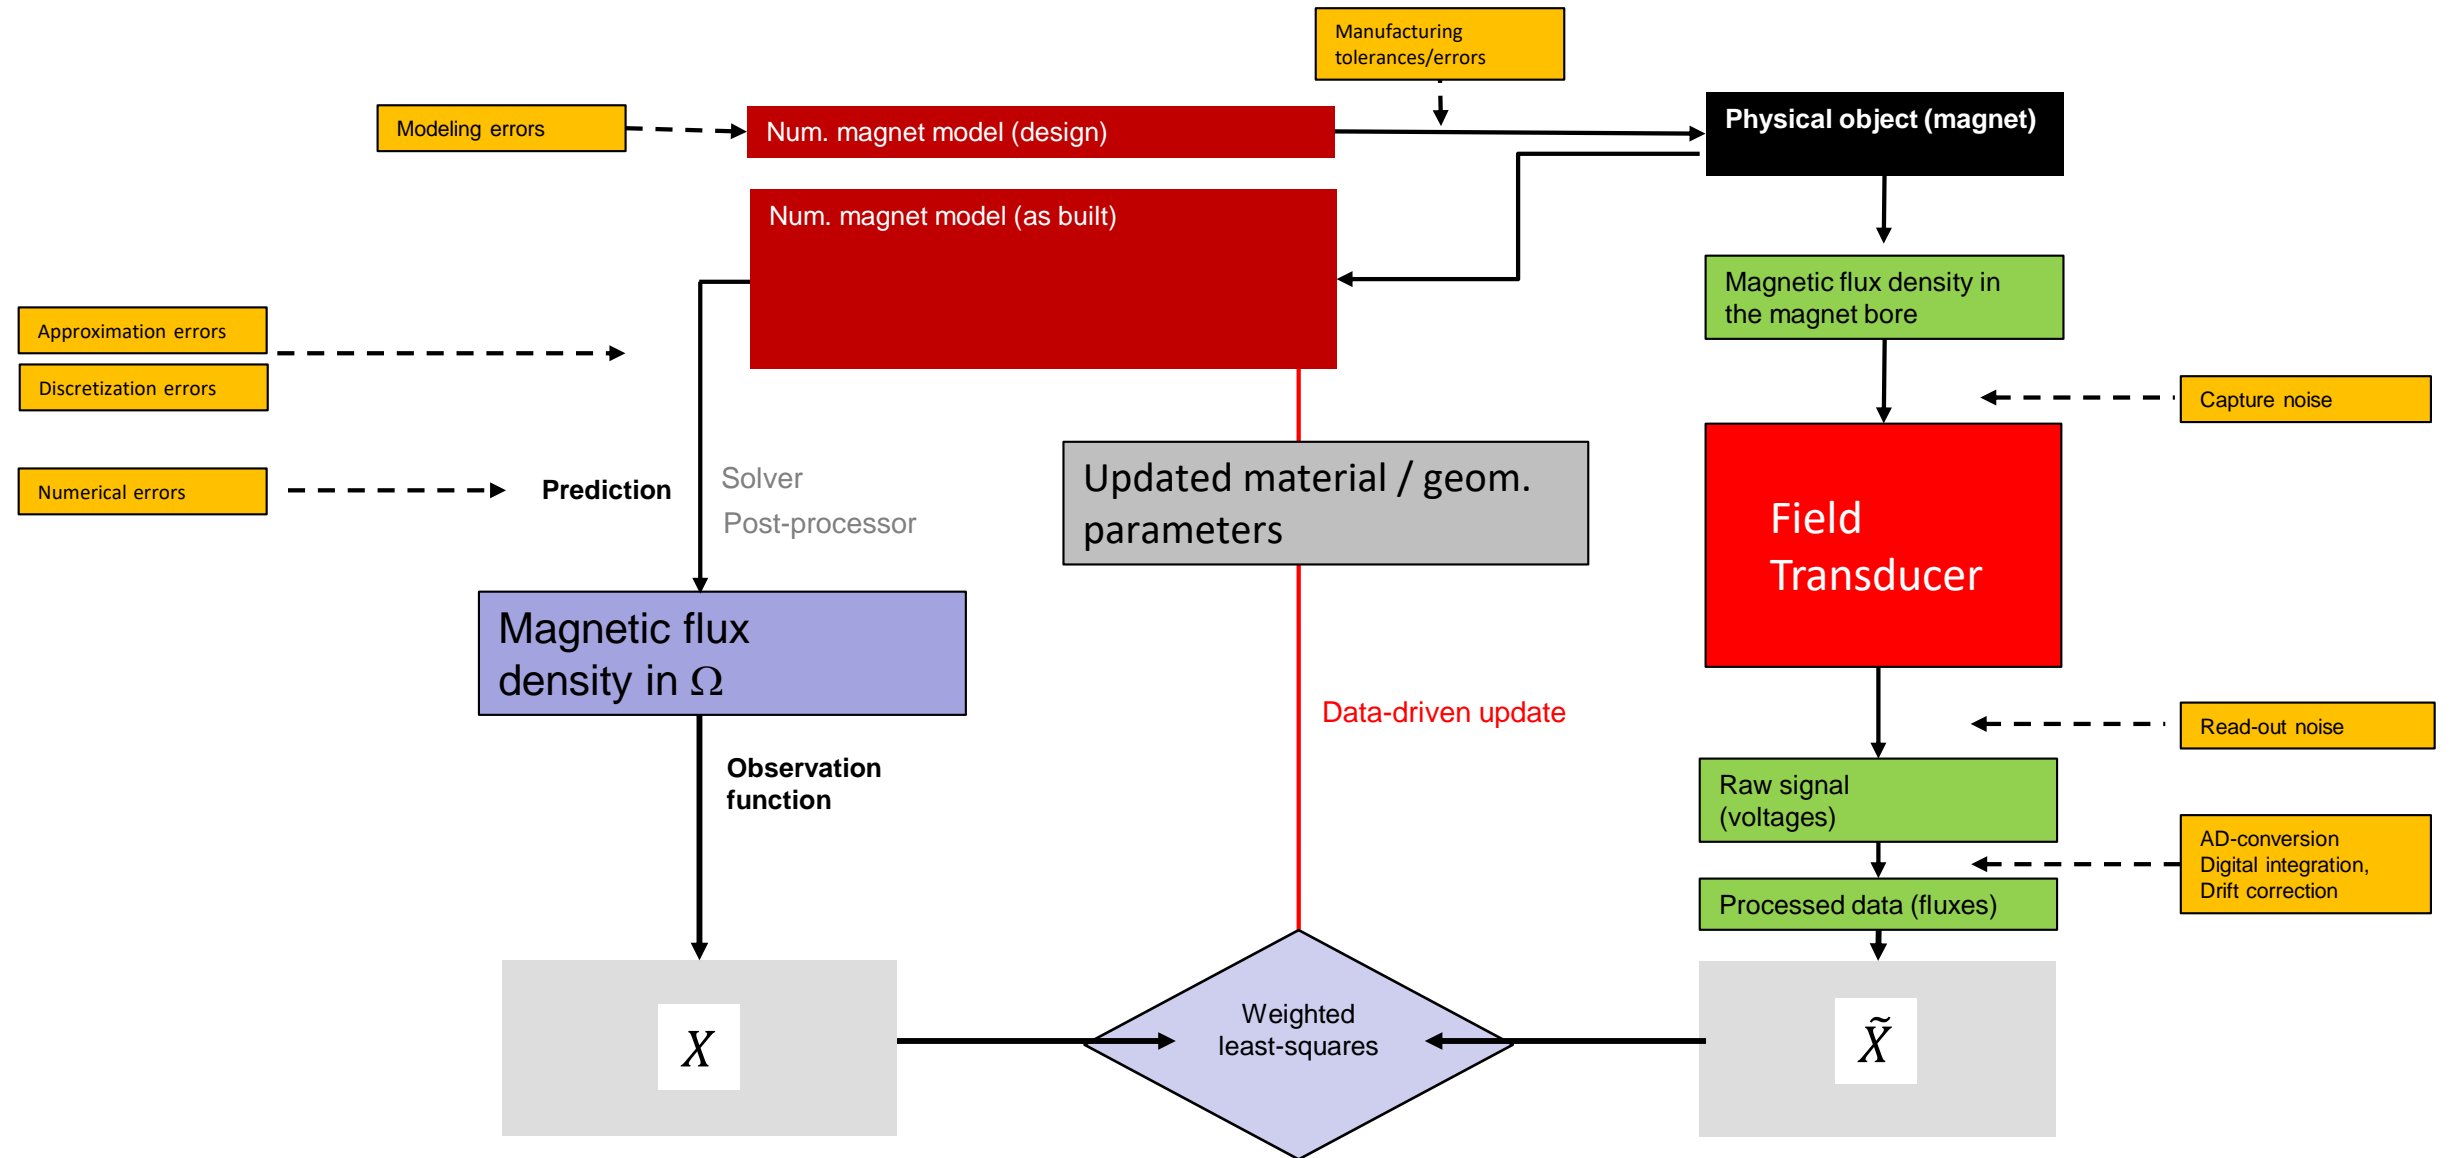 Manufacturing
tolerances/errors
Modeling errors
Num. magnet model (design)
Physical object (magnet)
Num. magnet model (as built)
Magnetic flux density in
the magnet bore
Approximation errors
Discretization errors
Capture noise
Numerical errors
Prediction
Solver
Post-processor
Updated material / geom.
parameters
Field
Transducer
Magnetic flux
density in Ω
Data-driven update
Read-out noise
Observation
function
Raw signal
(voltages)
AD-conversion
Digital integration,
Drift correction
Processed data (fluxes)
X
Weighted
least-squares
X̃